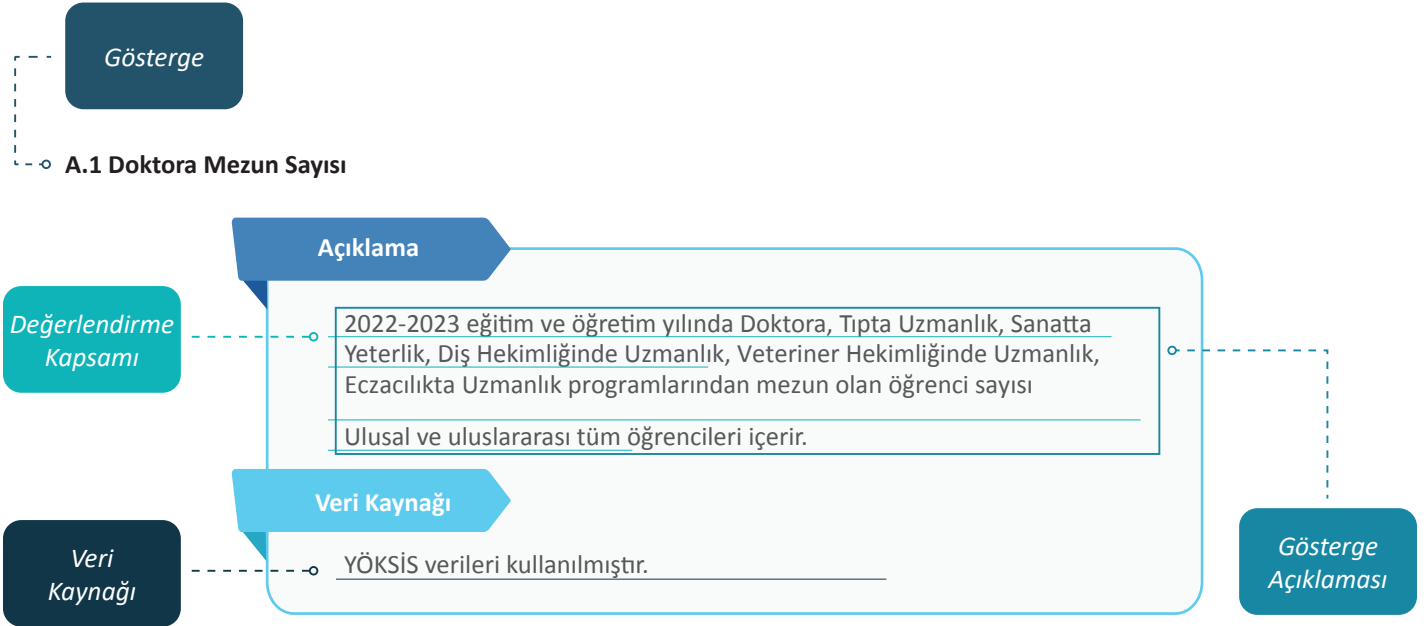 Gösterge
A.1 Doktora Mezun Sayısı
Açıklama
Değerlendirme
Kapsamı
2022-2023 eğitim ve öğretim yılında Doktora, Tıpta Uzmanlık, Sanatta
Yeterlik, Diş Hekimliğinde Uzmanlık, Veteriner Hekimliğinde Uzmanlık,
Eczacılıkta Uzmanlık programlarından mezun olan öğrenci sayısı
Ulusal ve uluslararası tüm öğrencileri içerir.
Veri Kaynağı
Veri
Kaynağı
YÖKSİS verileri kullanılmıştır.
Gösterge
Açıklaması